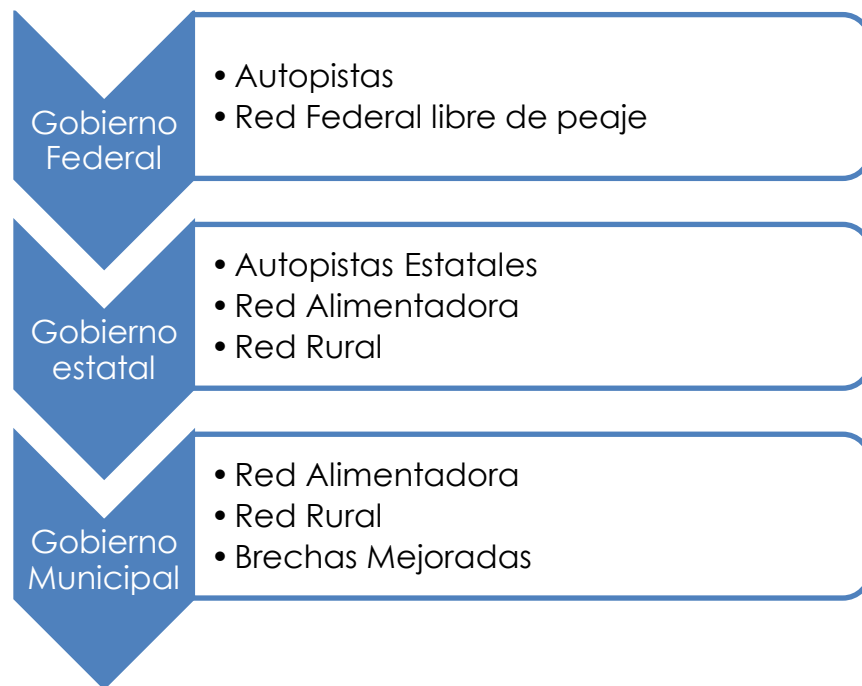 Gobierno
Federal
• Autopistas
• Red Federal libre de peaje
Gobierno
estatal
• Autopistas Estatales
• Red Alimentadora
• Red Rural
Gobierno
Municipal
• Red Alimentadora
• Red Rural
• Brechas Mejoradas